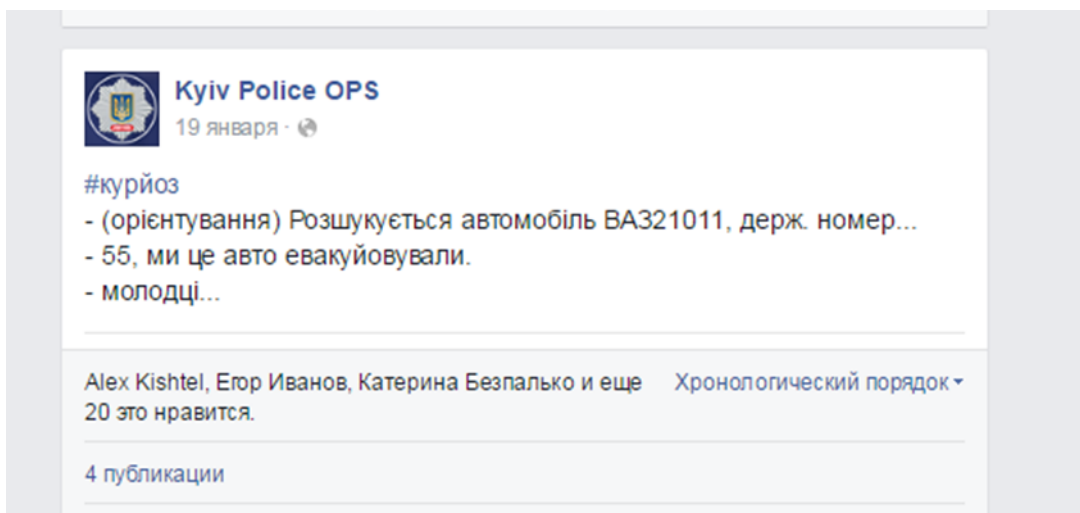 Kyiv Police OPS
19 января ·
#курйоз
- (орієнтування) Розшукується автомобіль ВАЗ21011, держ. номер...
- 55, ми це авто евакуйовували.
- молодці...
Alex Kishtel, Егор Иванов, Катерина Безпалько и еще
20 это нравится.
Хронологический порядок
4 публикации